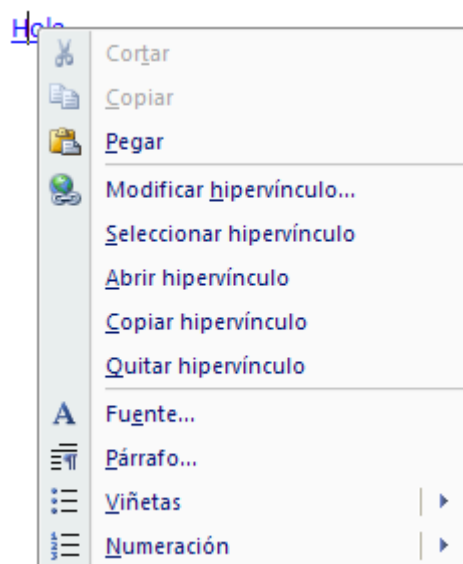 Hola
Cortar
Copiar
Pegar
Modificar hipervínculo...
Seleccionar hipervínculo
Abrir hipervínculo
Copiar hipervínculo
Quitar hipervínculo
Fuente...
Párrafo...
Viñetas
Numeración